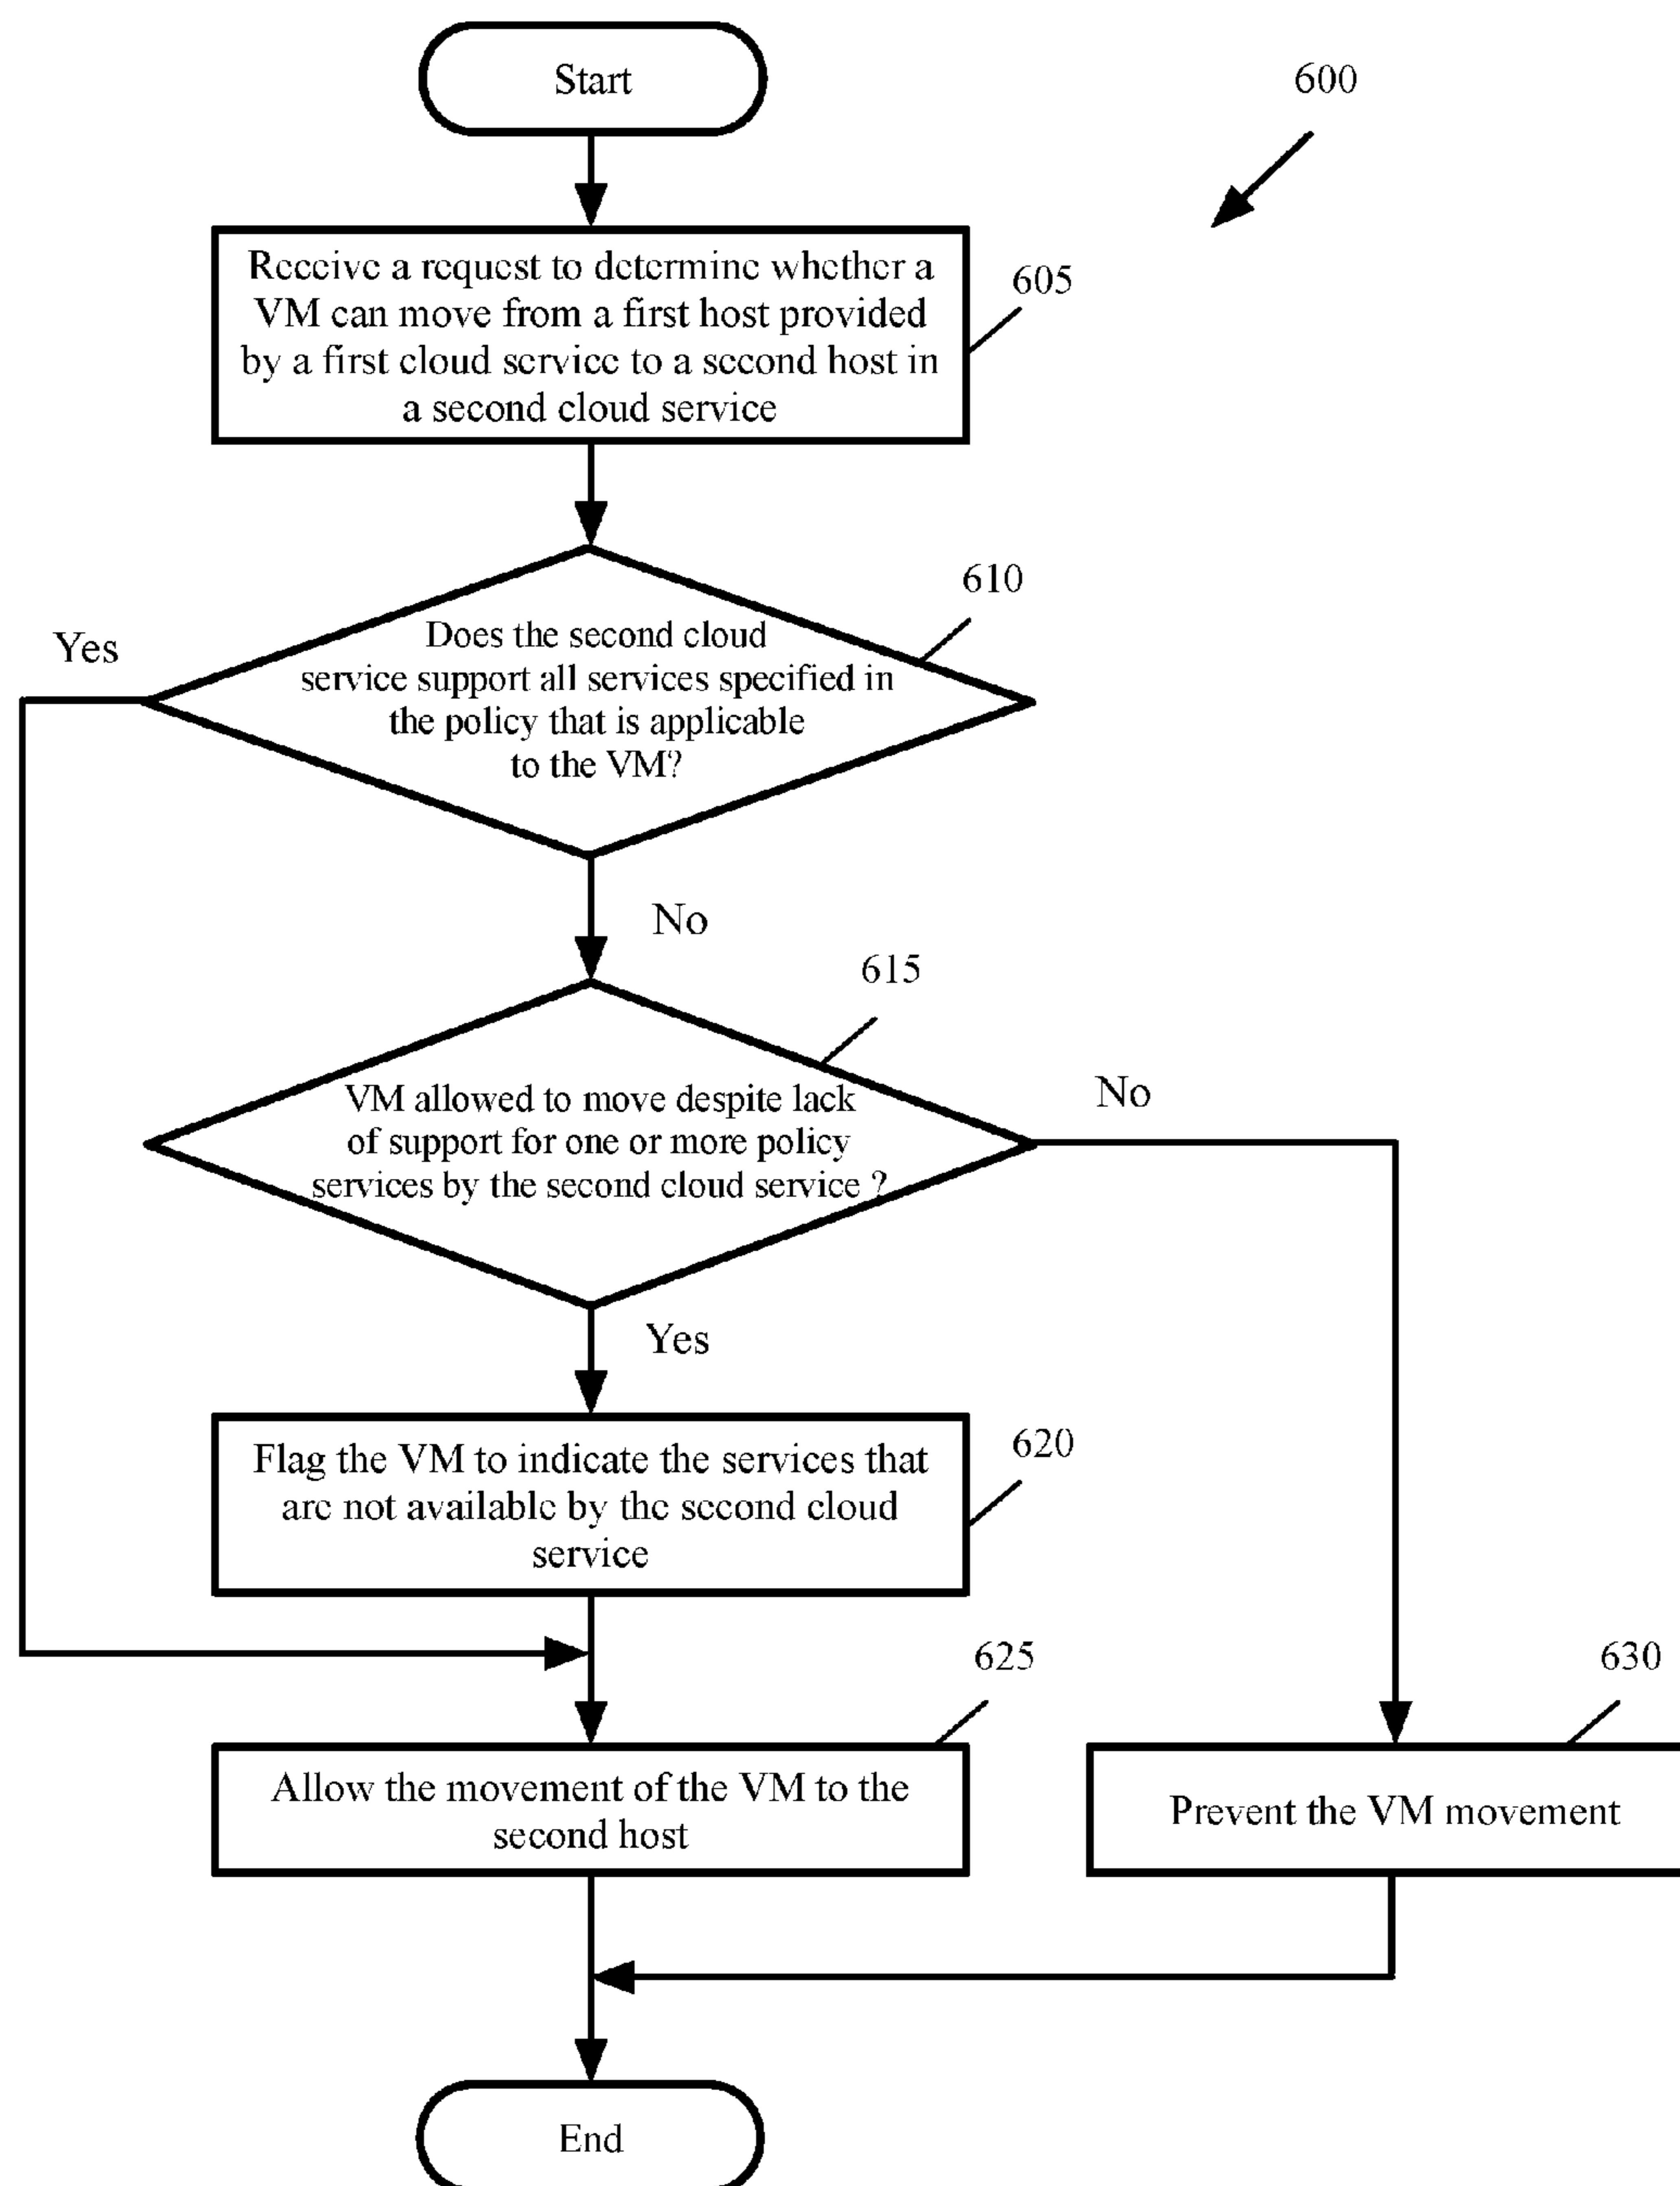 Start
600
Receive a request to determine whether a
VM can move from a first host provided
by a first cloud service to a second host in
a second cloud service
605
610
Yes
Does the second cloud
service support all services specified in
the policy that is applicable
to the VM?
No
615
VM allowed to move despite lack
of support for one or more policy
services by the second cloud service ?
No
Yes
Flag the VM to indicate the services that
are not available by the second cloud
service
620
625
630
Allow the movement of the VM to the
second host
Prevent the VM movement
End